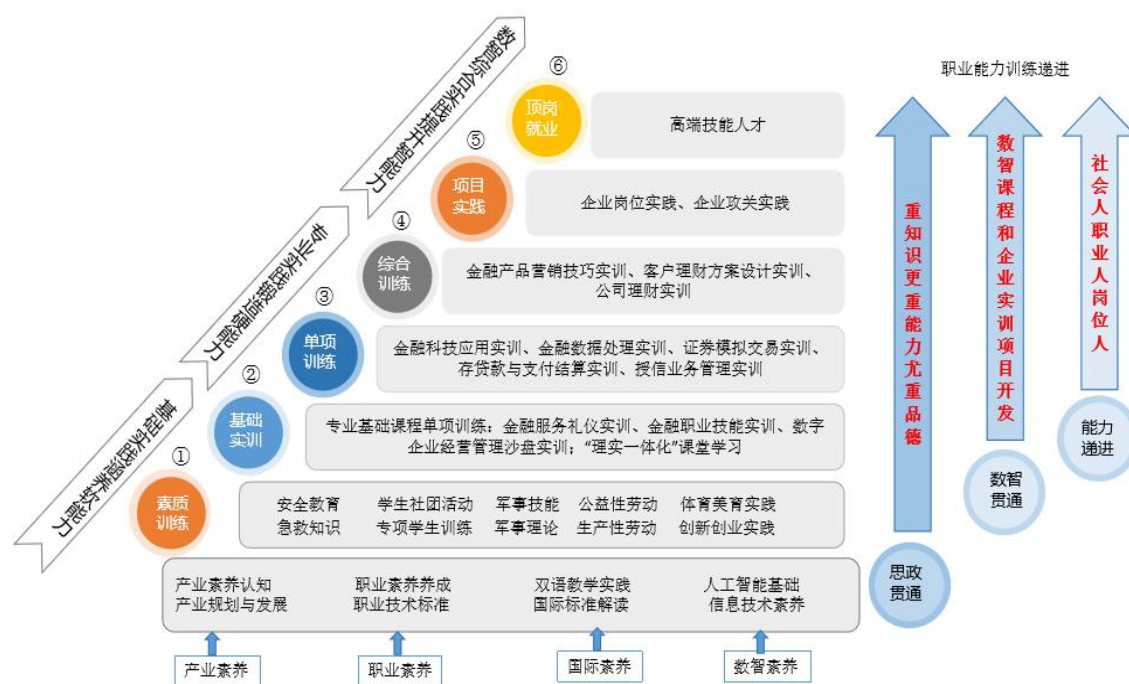 职业能力训练递进
数智综合实践提升智能力
专业实践锻造硬能力
基础实践涵养软能力
⑥
顶岗
就业
高端技能人才
⑤
项目
实践
企业岗位实践、企业攻关实践
④
综合
训练
金融产品营销技巧实训、客户理财方案设计实训、
公司理财实训
③
单项
训练
金融科技应用实训、金融数据处理实训、证券模拟交易实训、
存贷款与支付结算实训、授信业务管理实训
②
基础
实训
专业基础课程单项训练：金融服务礼仪实训、金融职业技能实训、数字
企业经营管理沙盘实训；“理实一体化”课堂学习
①
素质
训练
安全教育 学生社团活动 军事技能 公益性劳动 体育美育实践
急救知识 专项学生训练 军事理论 生产性劳动 创新创业实践
产业素养认知 职业素养养成 双语教学实践 人工智能基础
产业规划与发展 职业技术标准 国际标准解读 信息技术素养
产业素养 职业素养 国际素养 数智素养
重知识更重能力尤重品德
思政
贯通
数智课程和企业实训项目开发
数智
贯通
社会人职业人岗位人
能力
递进